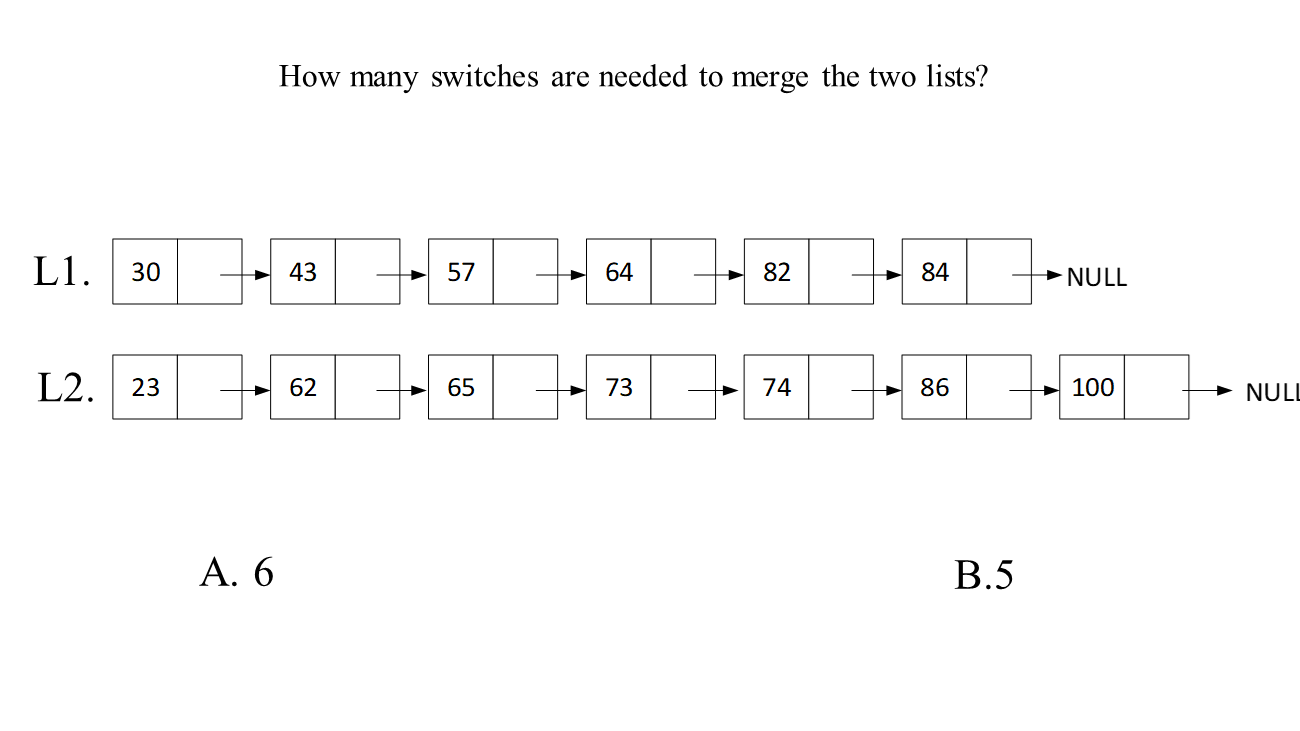 How many switches are needed to merge the two lists?
L1. 30 43 57 64 82 84 NULL
L2. 23 62 65 73 74 86 100 NULL
A. 6 B.5